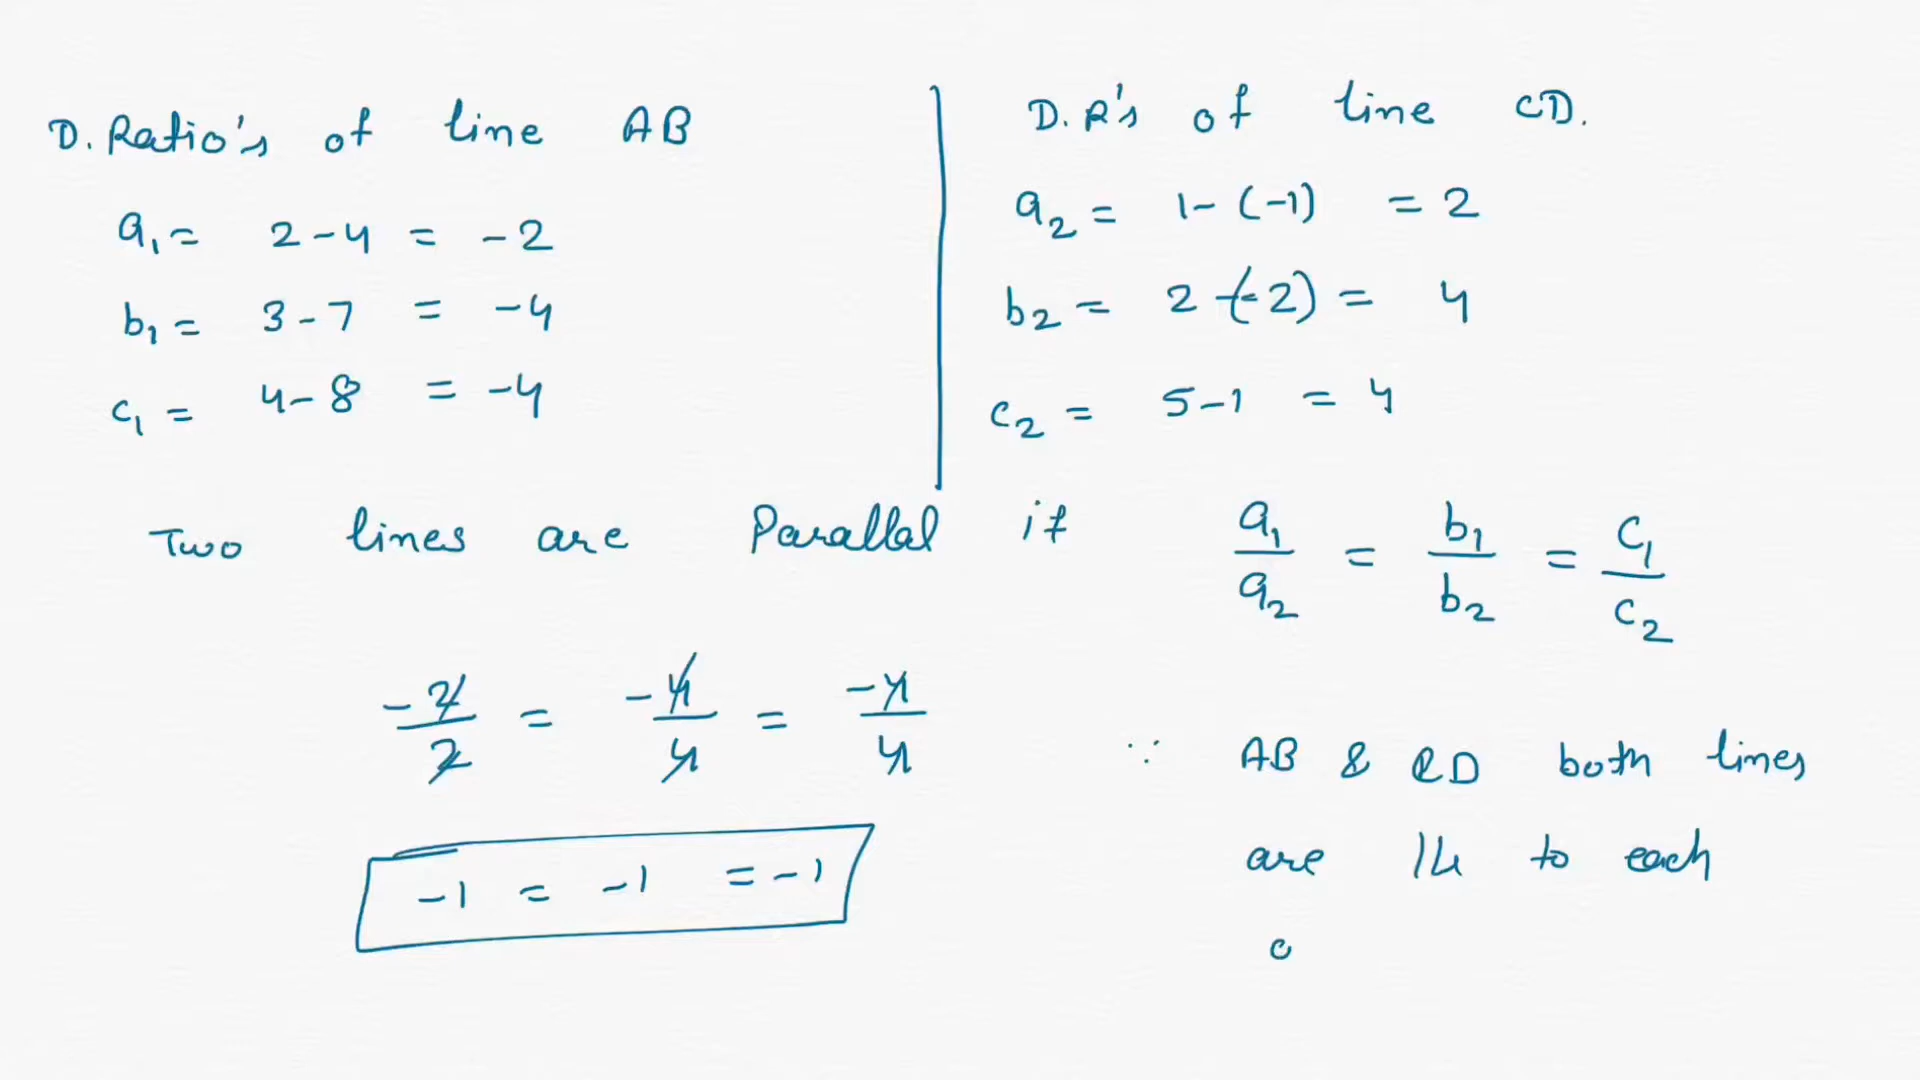 D. Ratio's of line AB
a₁ = 2 - 4 = -2
b₁ = 3 - 7 = -4
c₁ = 4 - 8 = -4
D.R's of line CD.
a₂ = 1 - (-1) = 2
b₂ = 2 - (-2) = 4
c₂ = 5 - 1 = 4
Two lines are Parallal if a₁/a₂ = b₁/b₂ = c₁/c₂
-2/2 = -4/4 = -4/4
-1 = -1 = -1
∵ AB & CD both lines
are to each